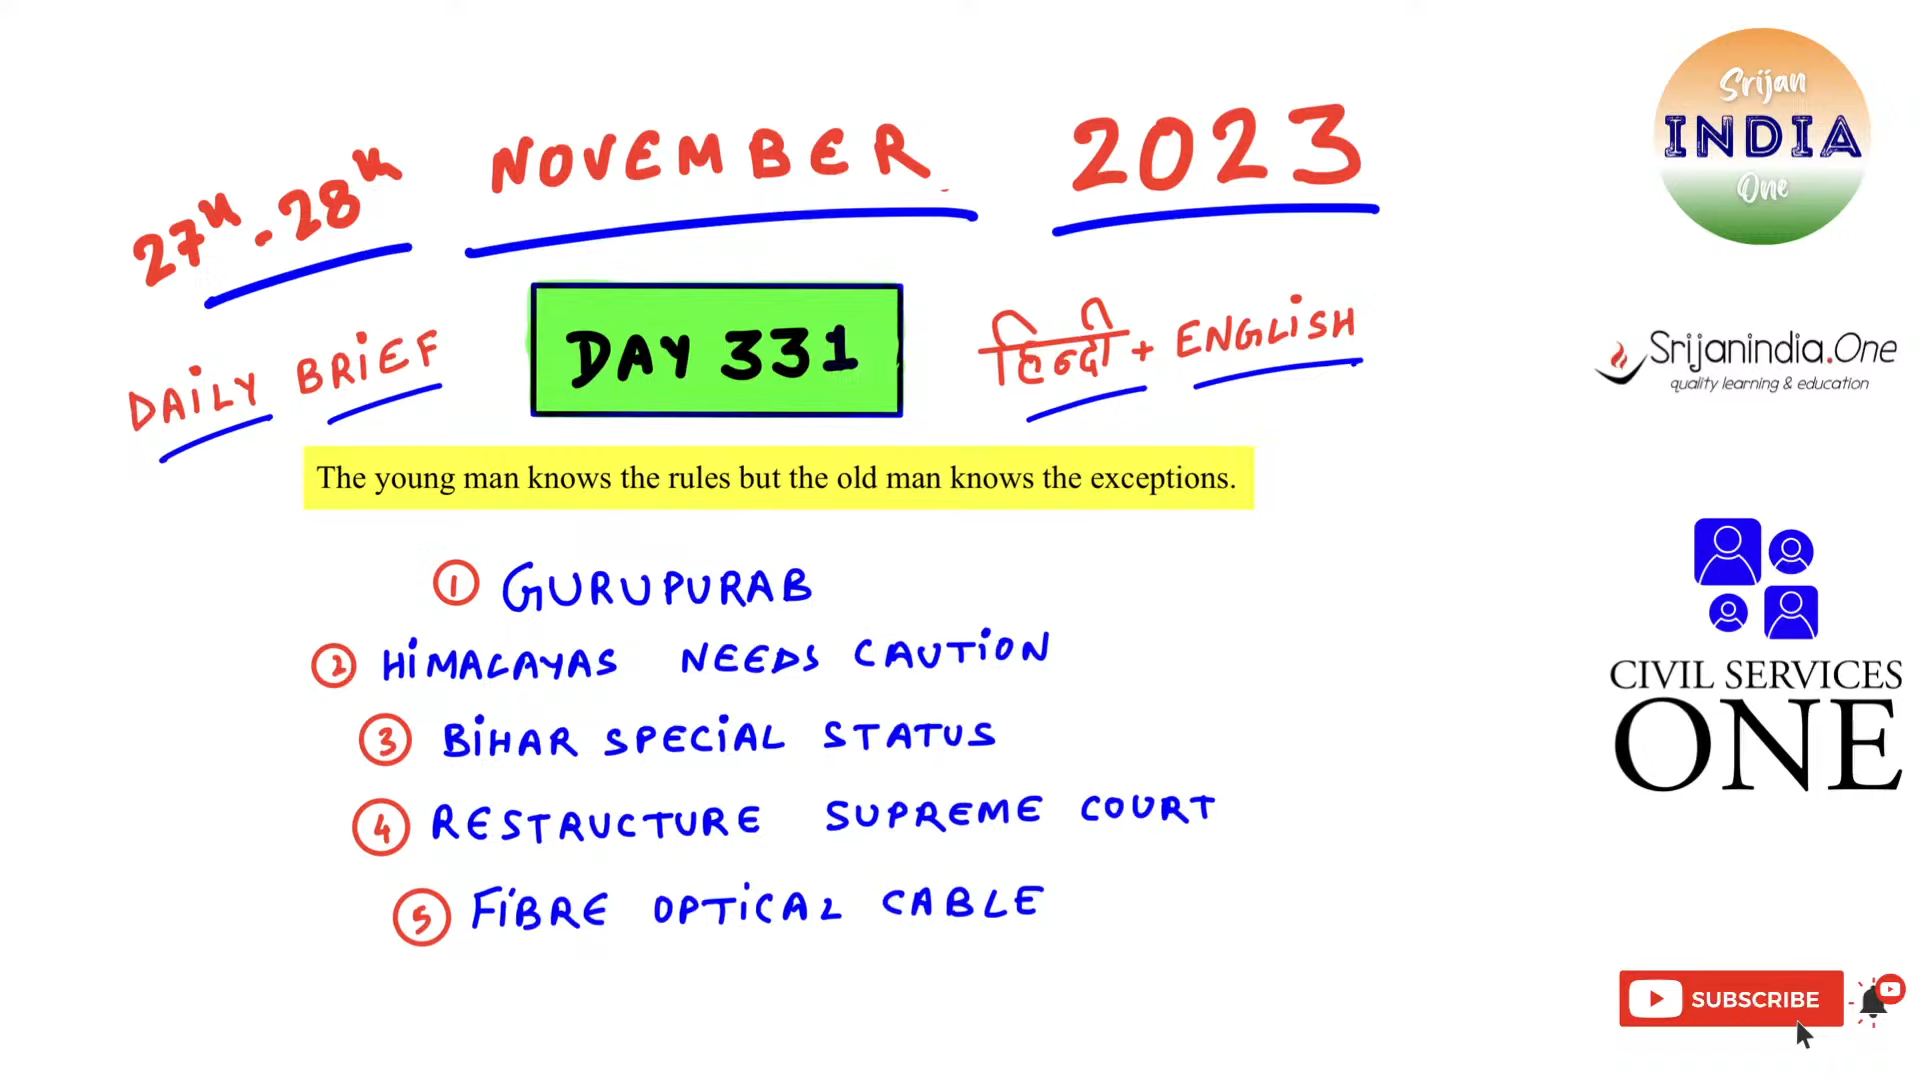 27th - 28th NOVEMBER 2023
DAILY BRIEF
DAY 331
हिन्दी + ENGLISH
The young man knows the rules but the old man knows the exceptions.
1 GURUPURAB
2 HiMALAYAS NEEDS CAUTiON
3 BiHAR SPECiAL STATUS
4 RESTRUCTURE SUPREME COURT
5 FiBRE OPTiCAL CABLE
Srijan
INDIA
One
Srijanindia.One
quality learning & education
CIVIL SERVICES
ONE
SUBSCRIBE